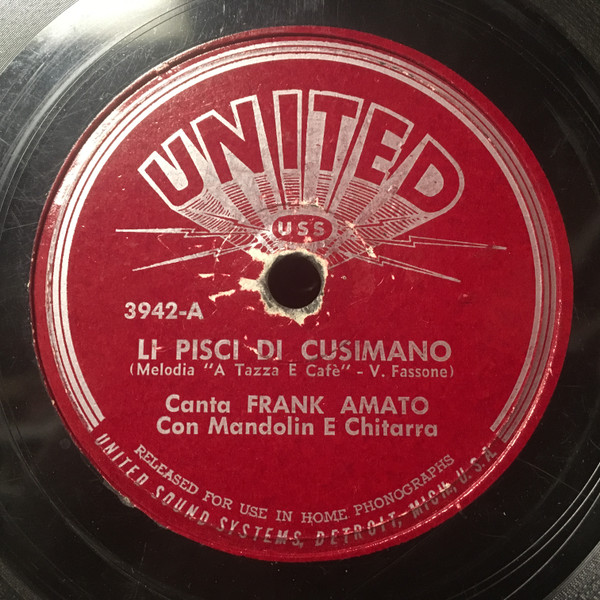 UNITED
USS
3942-A
LI PISCI DI CUSIMANO
(Melodia "A Tazza E Cafè" - V. Fassone)
Canta FRANK AMATO
Con Mandolin E Chitarra
RELEASED FOR USE IN HOME PHONOGRAPHS
UNITED SOUND SYSTEMS, DETROIT, MICH, U.S.A.